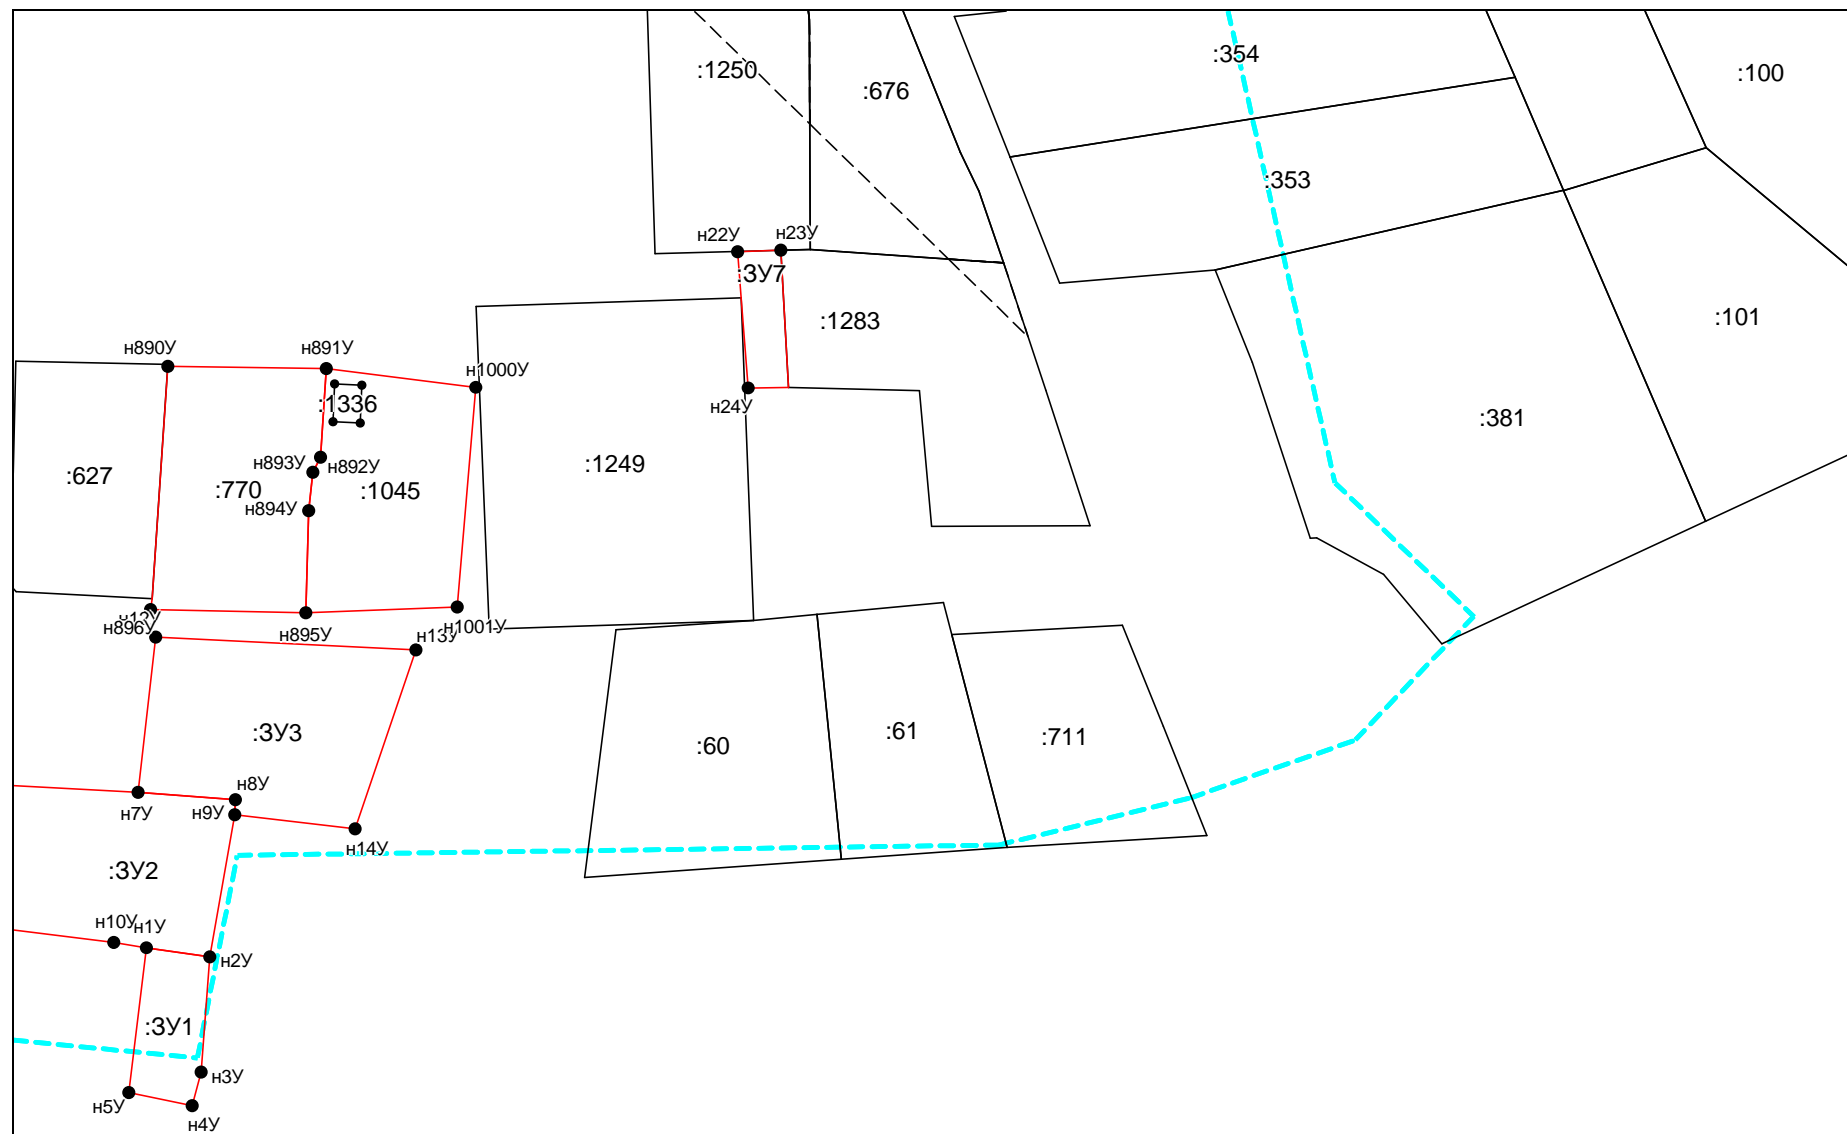 :354
:1250
:100
:676
:353
н22У
н23У
:ЗУ7
:1283
:101
н890У
н891У
н1000У
:1336
н24У
:381
н893У
н892У
:1249
:627
:770
:1045
н894У
н12У
н896У
н895У
н13У
н1001У
:ЗУ3
:60
:61
:711
н7У
н8У
н9У
н14У
:ЗУ2
н10У
н1У
н2У
:ЗУ1
н3У
н5У
н4У